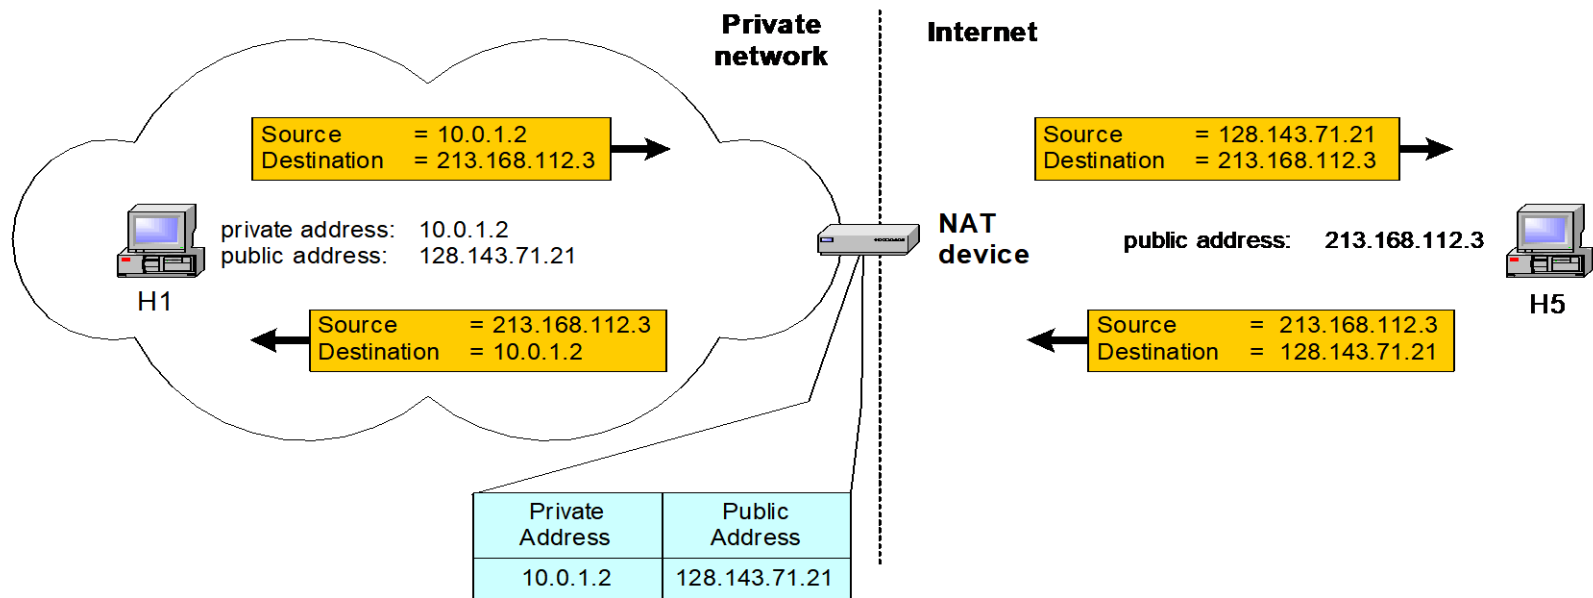 Private
network
Internet
Source = 10.0.1.2
Destination = 213.168.112.3
Source = 128.143.71.21
Destination = 213.168.112.3
private address: 10.0.1.2
public address: 128.143.71.21
H1
NAT
device
public address: 213.168.112.3
H5
Source = 213.168.112.3
Destination = 10.0.1.2
Source = 213.168.112.3
Destination = 128.143.71.21
Private
Address
Public
Address
10.0.1.2
128.143.71.21